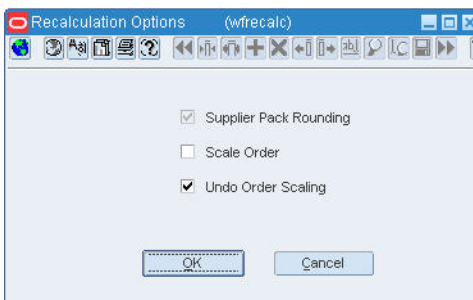 Recalculation Options (wfrecalc)
Supplier Pack Rounding
Scale Order
Undo Order Scaling
OK
Cancel